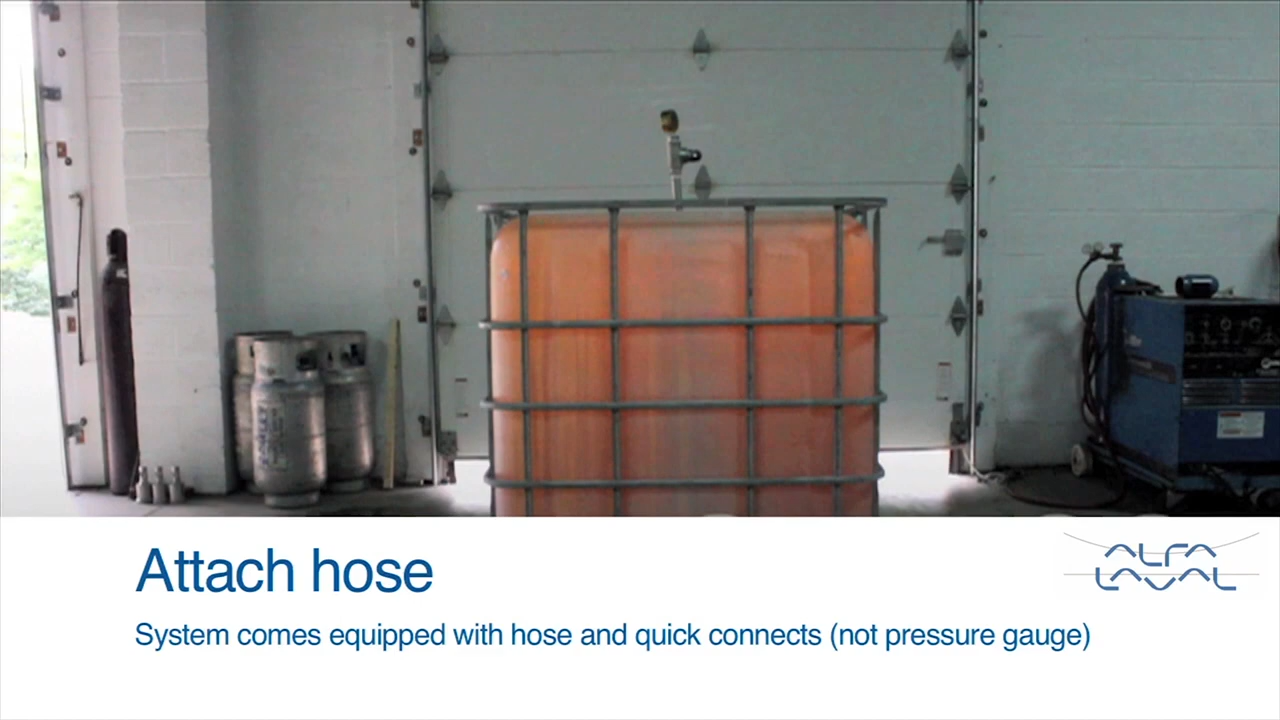 Attach hose
ALFA
LAVAL
System comes equipped with hose and quick connects (not pressure gauge)